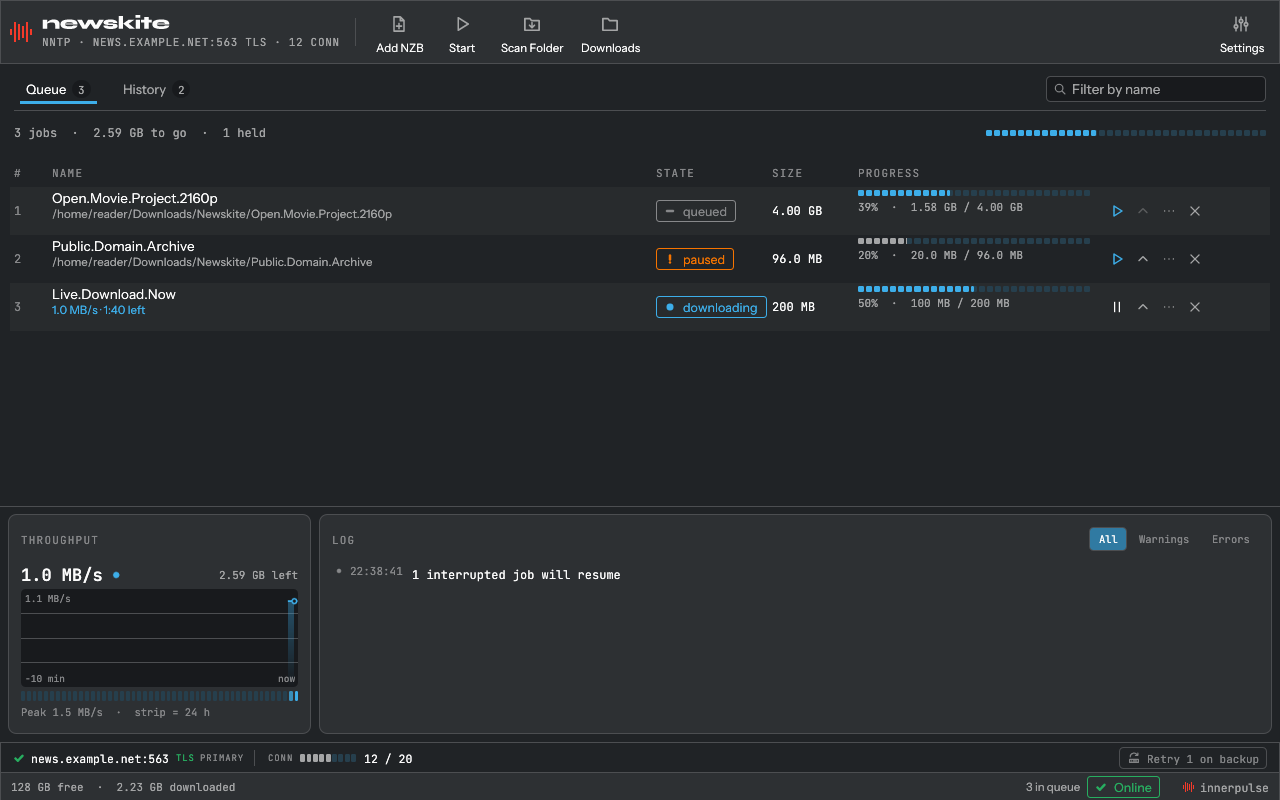 newskite
NNTP · NEWS.EXAMPLE.NET:563 TLS · 12 CONN
Add NZB
Start
Scan Folder
Downloads
Settings
Queue 3
History 2
Filter by name
3 jobs · 2.59 GB to go · 1 held
# NAME STATE SIZE PROGRESS
1 Open.Movie.Project.2160p
/home/reader/Downloads/Newskite/Open.Movie.Project.2160p
queued 4.00 GB 39% · 1.58 GB / 4.00 GB
2 Public.Domain.Archive
/home/reader/Downloads/Newskite/Public.Domain.Archive
paused 96.0 MB 20% · 20.0 MB / 96.0 MB
3 Live.Download.Now
1.0 MB/s·1:40 left
downloading 200 MB 50% · 100 MB / 200 MB
THROUGHPUT
1.0 MB/s 2.59 GB left
1.1 MB/s
-10 min now
Peak 1.5 MB/s · strip = 24 h
LOG
All Warnings Errors
22:38:41 1 interrupted job will resume
news.example.net:563 TLS PRIMARY CONN 12 / 20
Retry 1 on backup
128 GB free · 2.23 GB downloaded
3 in queue Online innerpulse